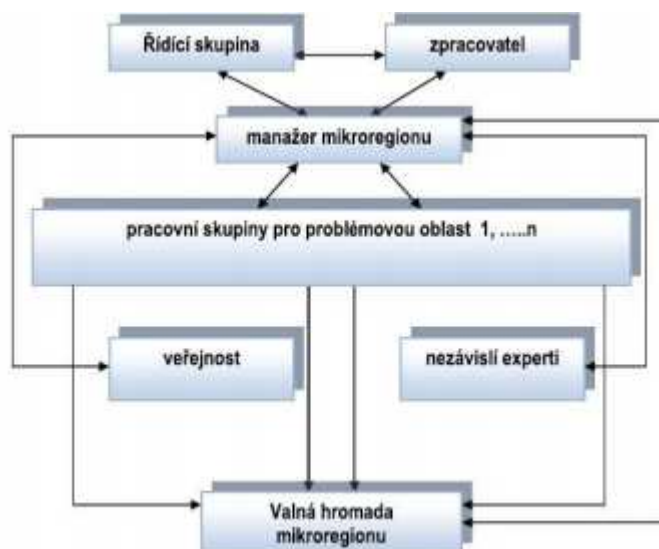 Řídící skupina
zpracovatel
manažer mikroregionu
pracovní skupiny pro problémovou oblast 1, …..n
veřejnost
nezávislí experti
Valná hromada
mikroregionu